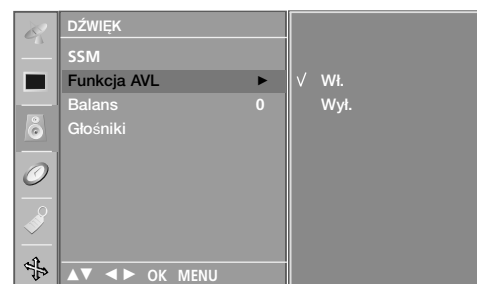 DŹWIĘK
SSM
Funkcja AVL ►
Balans 0
Głośniki
√ Wł.
Wył.
▲▼ ◄► OK MENU